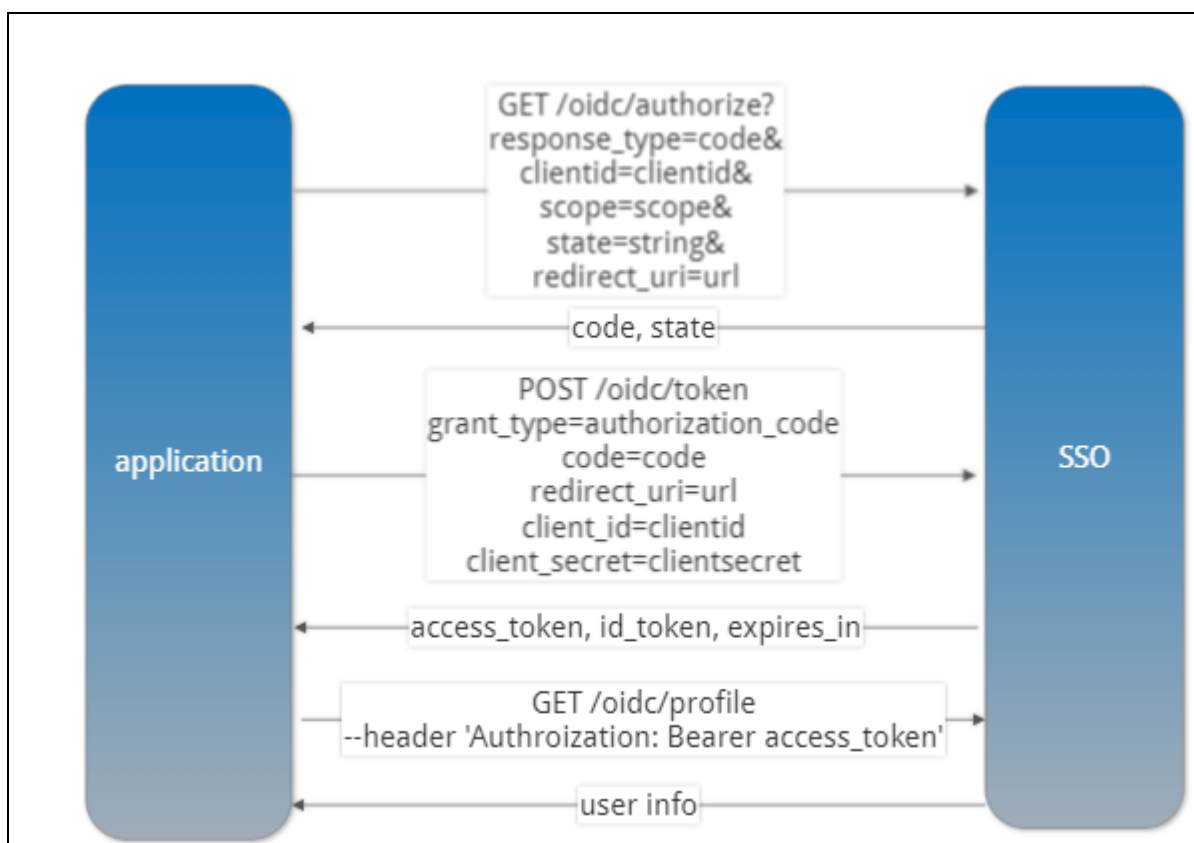 GET /oidc/authorize?
response_type=code&
clientid=clientid&
scope=scope&
state=string&
redirect_uri=url
code, state
POST /oidc/token
grant_type=authorization_code
code=code
redirect_uri=url
client_id=clientid
client_secret=clientsecret
application
SSO
access_token, id_token, expires_in
GET /oidc/profile
--header 'Authroization: Bearer access_token'
user info